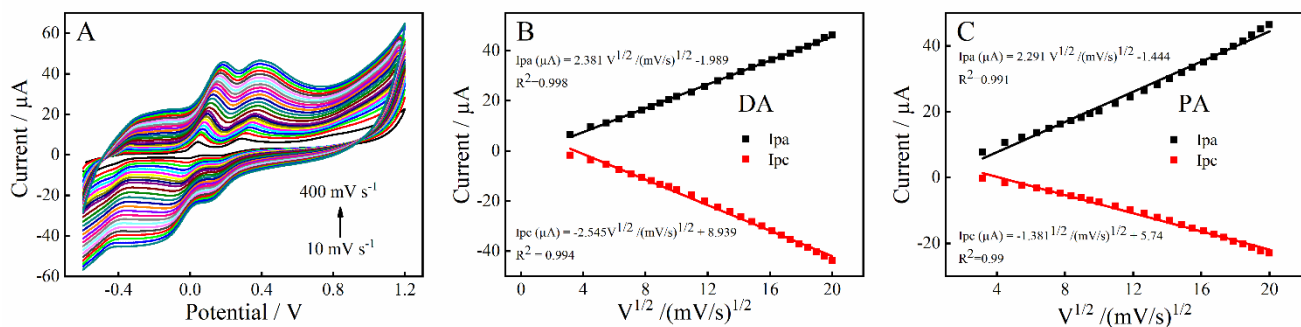 A
Current / µA
60
40
20
0
-20
-40
-60
400 mV s⁻¹
10 mV s⁻¹
-0.4 0.0 0.4 0.8 1.2
Potential / V
B
Current / µA
40
20
0
-20
-40
Ipa (µA) = 2.381 V^1/2 /(mV/s)^1/2 -1.989
R²=0.998
DA
Ipa
Ipc
Ipc (µA) = -2.545V^1/2 /(mV/s)^1/2 + 8.939
R² = 0.994
0 4 8 12 16 20
V^1/2 /(mV/s)^1/2
C
Current / µA
40
20
0
-20
Ipa (µA) = 2.291 V^1/2 /(mV/s)^1/2 -1.444
R²=0.991
PA
Ipa
Ipc
Ipc (µA) = -1.381^1/2 /(mV/s)^1/2 + 5.74
R²=0.99
0 4 8 12 16 20
V^1/2 /(mV/s)^1/2